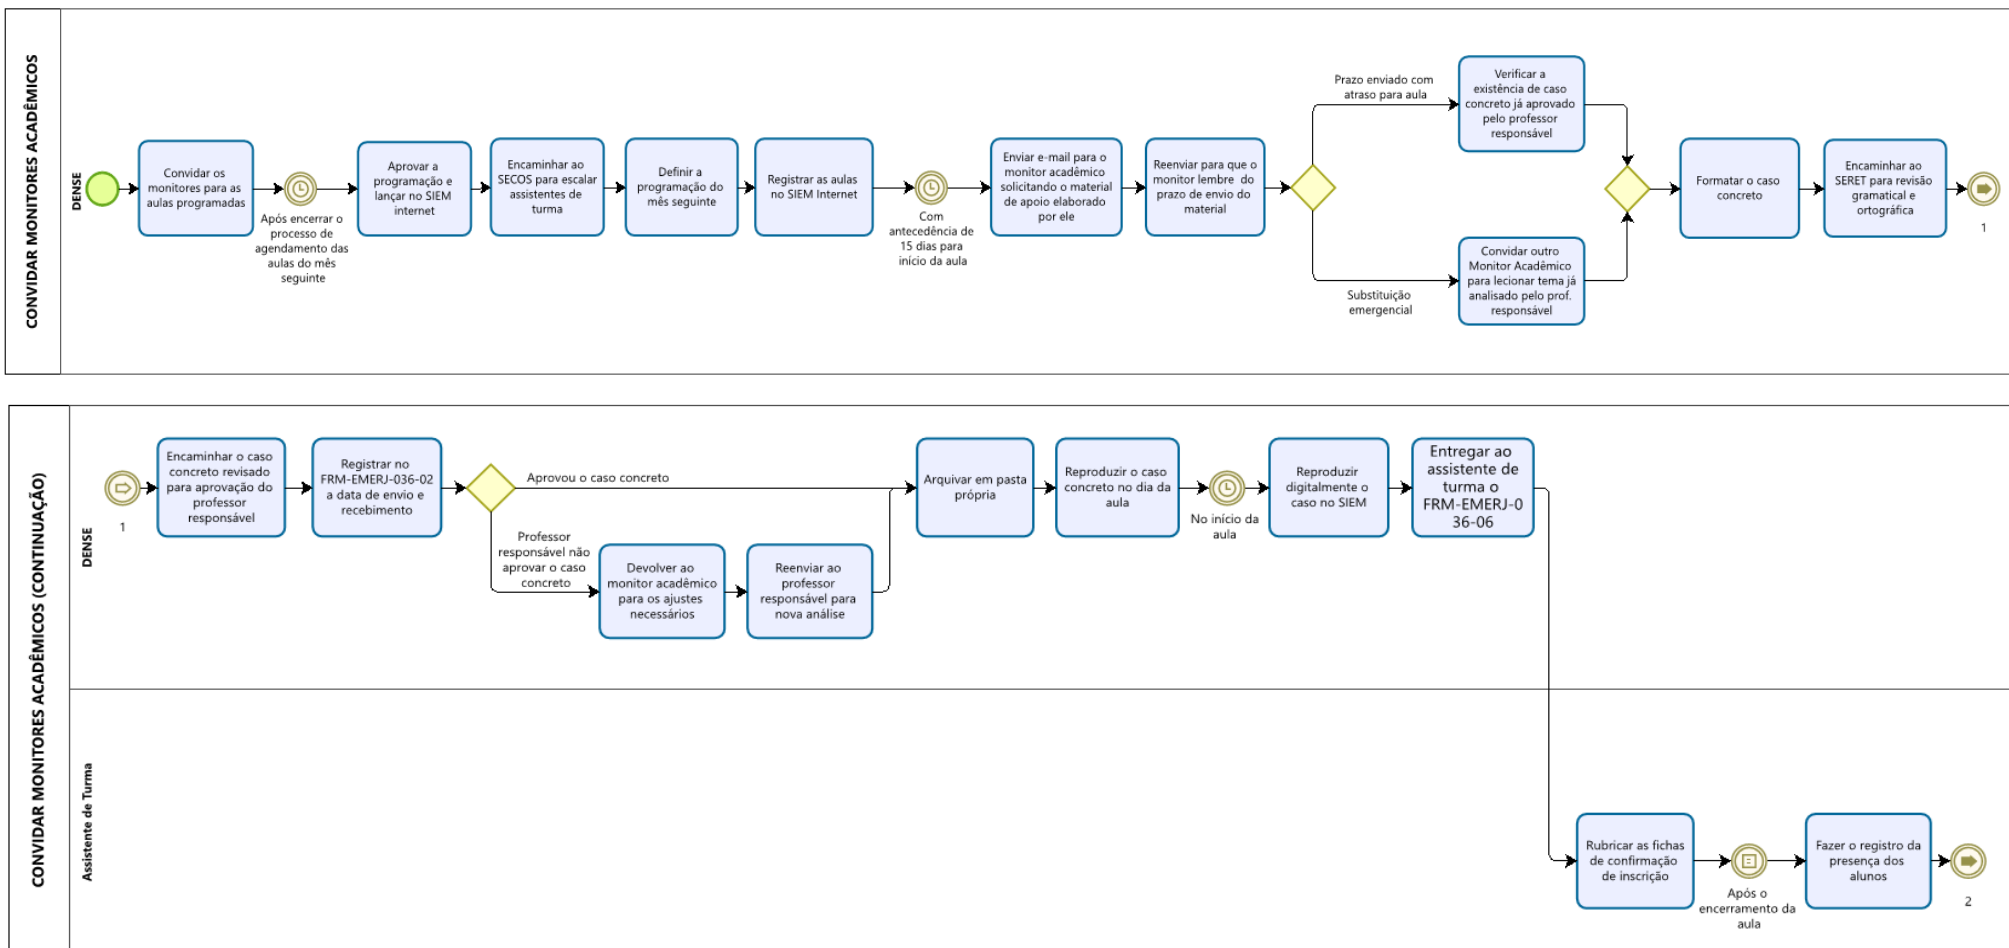 CONVIDAR MONITORES ACADÊMICOS
DENSE
Convidar os
monitores para as
aulas programadas
Após encerrar o
processo de
agendamento das
aulas do mês
seguinte
Aprovar a
programação e
lançar no SIEM
internet
Encaminhar ao
SECOS para escalar
assistentes de
turma
Definir a
programação do
mês seguinte
Registrar as aulas
no SIEM Internet
Com
antecedência de
15 dias para
início da aula
Enviar e-mail para o
monitor acadêmico
solicitando o material
de apoio elaborado
por ele
Reenviar para que o
monitor lembre do
prazo de envio do
material
Prazo enviado com
atraso para aula
Verificar a
existência de caso
concreto já aprovado
pelo professor
responsável
Substituição
emergencial
Convidar outro
Monitor Acadêmico
para lecionar tema já
analisado pelo prof.
responsável
Formatar o caso
concreto
Encaminhar ao
SERET para revisão
gramatical e
ortográfica
1
CONVIDAR MONITORES ACADÊMICOS (CONTINUAÇÃO)
DENSE
1
Encaminhar o caso
concreto revisado
para aprovação do
professor
responsável
Registrar no
FRM-EMERJ-036-02
a data de envio e
recebimento
Aprovou o caso concreto
Professor
responsável não
aprovar o caso
concreto
Devolver ao
monitor acadêmico
para os ajustes
necessários
Reenviar ao
professor
responsável para
nova análise
Arquivar em pasta
própria
Reproduzir o caso
concreto no dia da
aula
No início da
aula
Reproduzir
digitalmente o
caso no SIEM
Entregar ao
assistente de
turma o
FRM-EMERJ-0
36-06
Assistente de Turma
Rubricar as fichas
de confirmação
de inscrição
Após o
encerramento da
aula
Fazer o registro da
presença dos
alunos
2